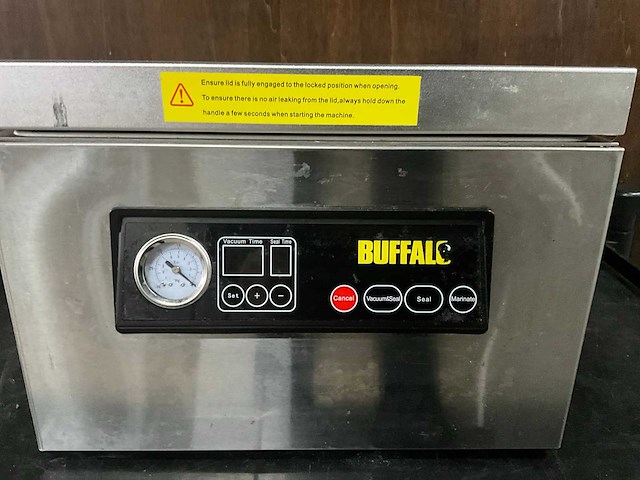 Ensure lid is fully engaged to the locked position when opening.
To ensure there is no air leaking from the lid,always hold down the
handle a few seconds when starting the machine.
Vacuum Time Seal Time
BUFFALO
Set + -
Cancel Vacuum&Seal Seal Marinate